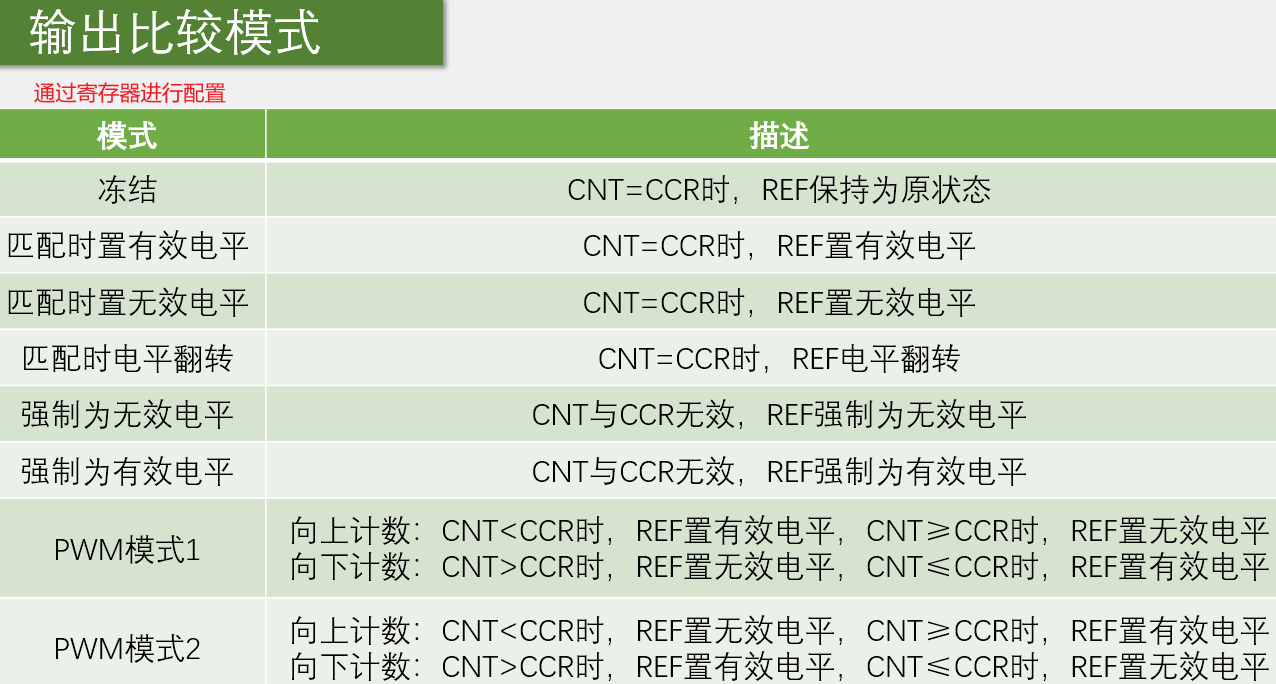 输出比较模式
通过寄存器进行配置
模式 描述
冻结 CNT=CCR时，REF保持为原状态
匹配时置有效电平 CNT=CCR时，REF置有效电平
匹配时置无效电平 CNT=CCR时，REF置无效电平
匹配时电平翻转 CNT=CCR时，REF电平翻转
强制为无效电平 CNT与CCR无效，REF强制为无效电平
强制为有效电平 CNT与CCR无效，REF强制为有效电平
PWM模式1
向上计数：CNT<CCR时，REF置有效电平，CNT≥CCR时，REF置无效电平
向下计数：CNT>CCR时，REF置无效电平，CNT≤CCR时，REF置有效电平
PWM模式2
向上计数：CNT<CCR时，REF置无效电平，CNT≥CCR时，REF置有效电平
向下计数：CNT>CCR时，REF置有效电平，CNT≤CCR时，REF置无效电平